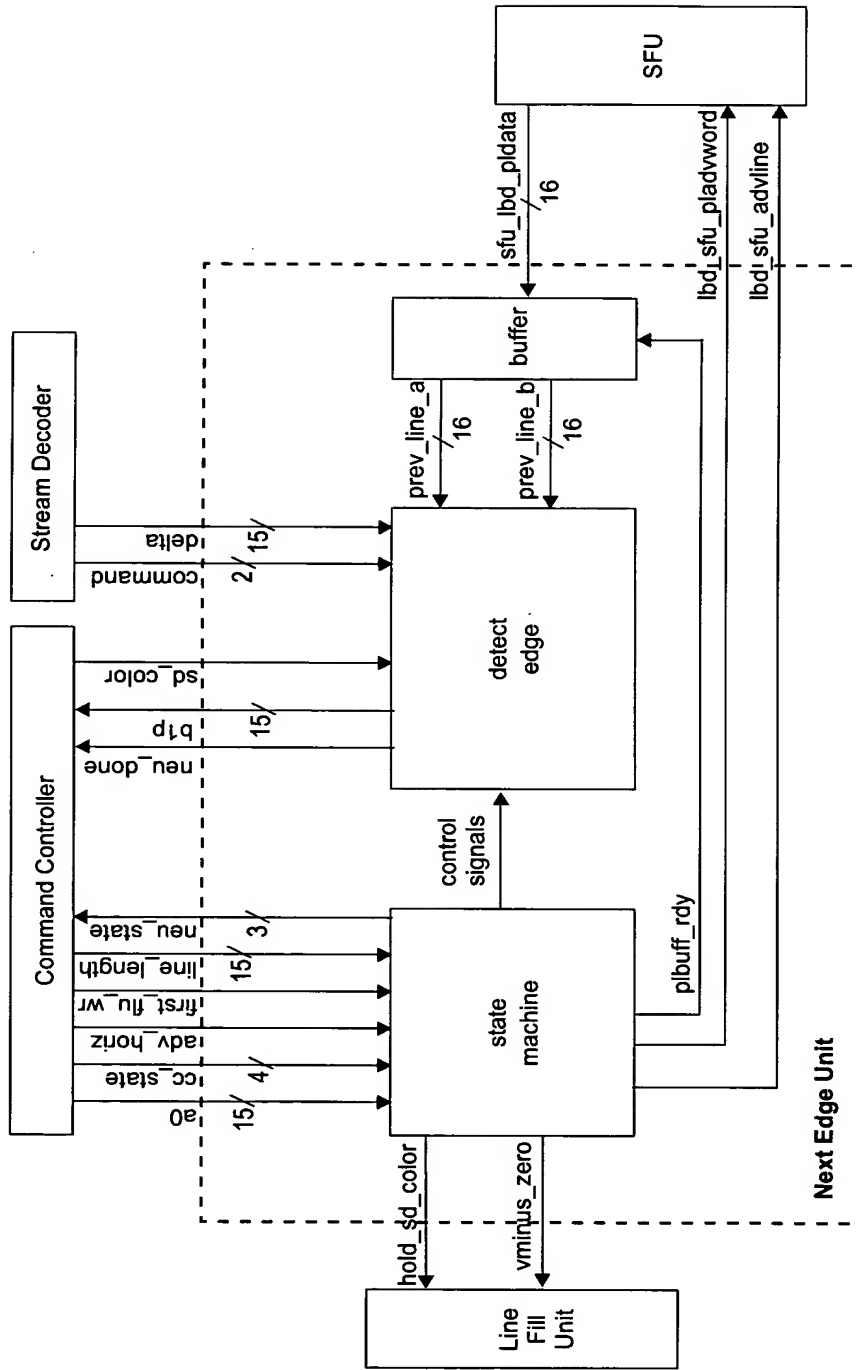 Command Controller
Stream Decoder
a0
15
cc_state
4
adv_horiz
first_flu_wr
line_length
15
neu_state
3
neu_done
b1p
15
sd_color
command
2
delta
15
hold_sd_color
vminus_zero
Line
Fill
Unit
state
machine
control
signals
detect
edge
prev_line_a
16
prev_line_b
16
buffer
sfu_lbd_pldata
16
SFU
plbuff_rdy
lbd_sfu_pladvword
lbd_sfu_advline
Next Edge Unit